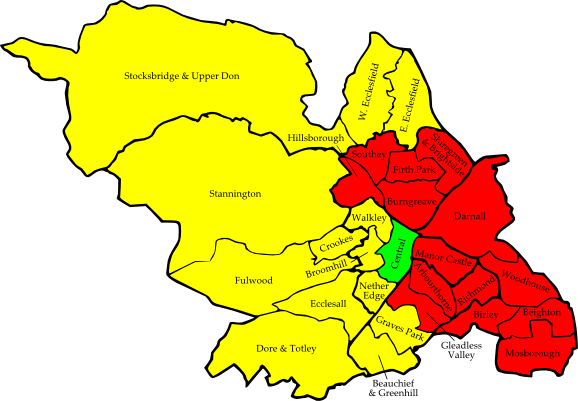 Stocksbridge & Upper Don
W. Ecclesfield
E. Ecclesfield
Hillsborough
Southey
Shiregreen
& Brightside
Firth Park
Stannington
Burngreave
Darnall
Walkley
Crookes
Central
Broomhill
Manor Castle
Fulwood
Nether
Edge
Arbourthorne
Richmond
Woodhouse
Ecclesall
Birley
Beighton
Graves Park
Dore & Totley
Gleadless
Valley
Mosborough
Beauchief
& Greenhill